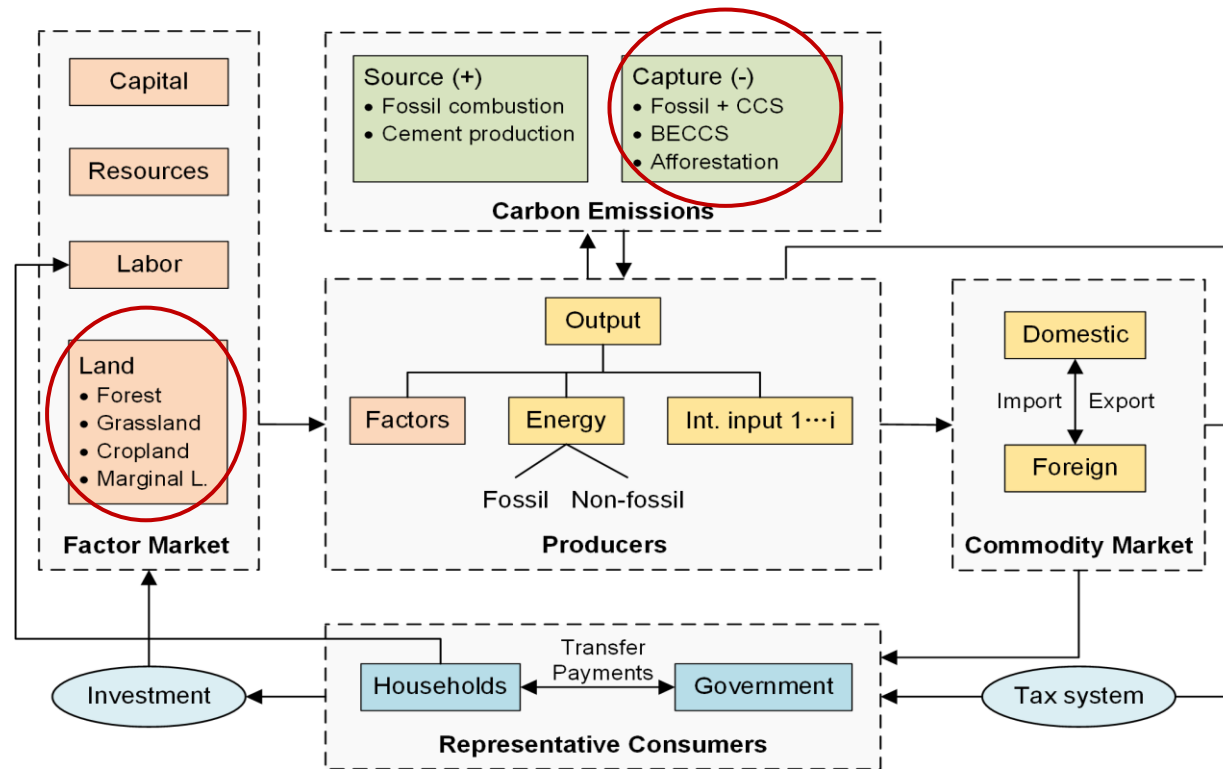 Capital
Resources
Labor
Land
• Forest
• Grassland
• Cropland
• Marginal L.
Factor Market
Source (+)
• Fossil combustion
• Cement production
Capture (-)
• Fossil + CCS
• BECCS
• Afforestation
Carbon Emissions
Output
Factors
Energy
Int. input 1⋯i
Fossil
Non-fossil
Producers
Domestic
Import
Export
Foreign
Commodity Market
Investment
Households
Transfer
Payments
Government
Representative Consumers
Tax system